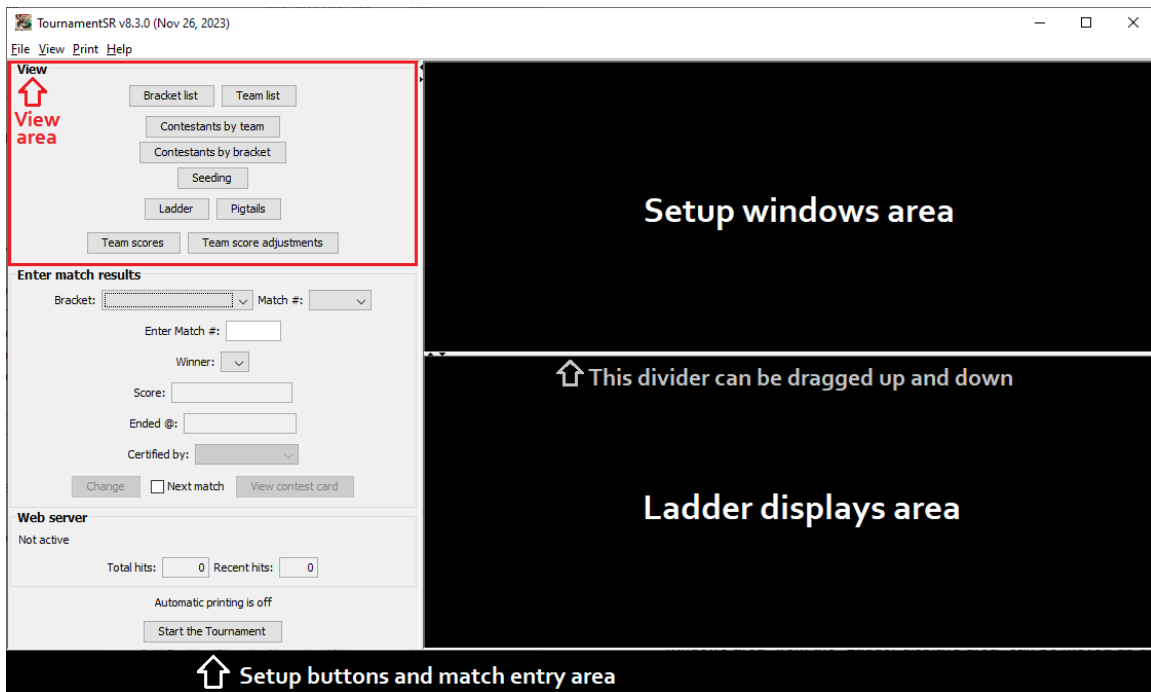 TournamentSR v8.3.0 (Nov 26, 2023)
File View Print Help
View
View
area
Bracket list Team list
Contestants by team
Contestants by bracket
Seeding
Ladder Pigtails
Team scores Team score adjustments
Enter match results
Bracket: Match #:
Enter Match #:
Winner:
Score:
Ended @:
Certified by:
Change Next match View contest card
Web server
Not active
Total hits: 0 Recent hits: 0
Automatic printing is off
Start the Tournament
Setup windows area
This divider can be dragged up and down
Ladder displays area
Setup buttons and match entry area